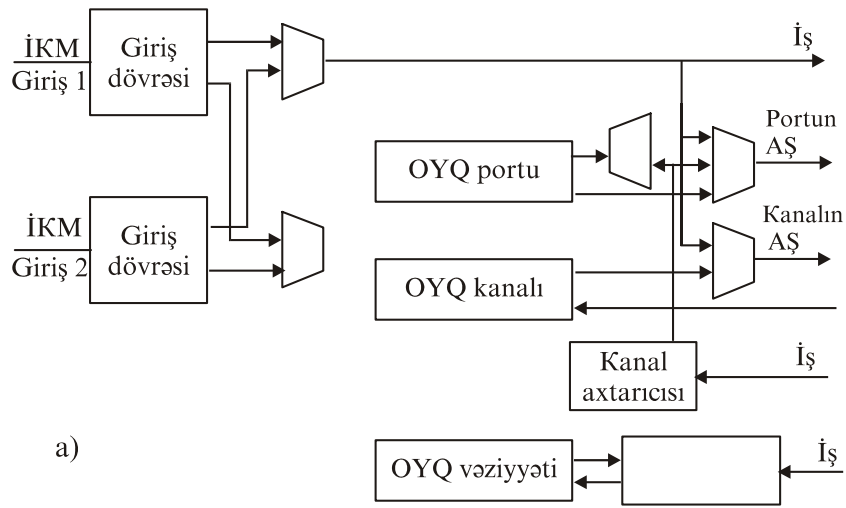 İKM
Giriş 1
Giriş
dövrəsi
İş
OYQ portu
Portun
AŞ
İKM
Giriş 2
Giriş
dövrəsi
Kanalın
AŞ
OYQ kanalı
Kanal
axtarıcısı
İş
a)
OYQ vəziyyəti
İş